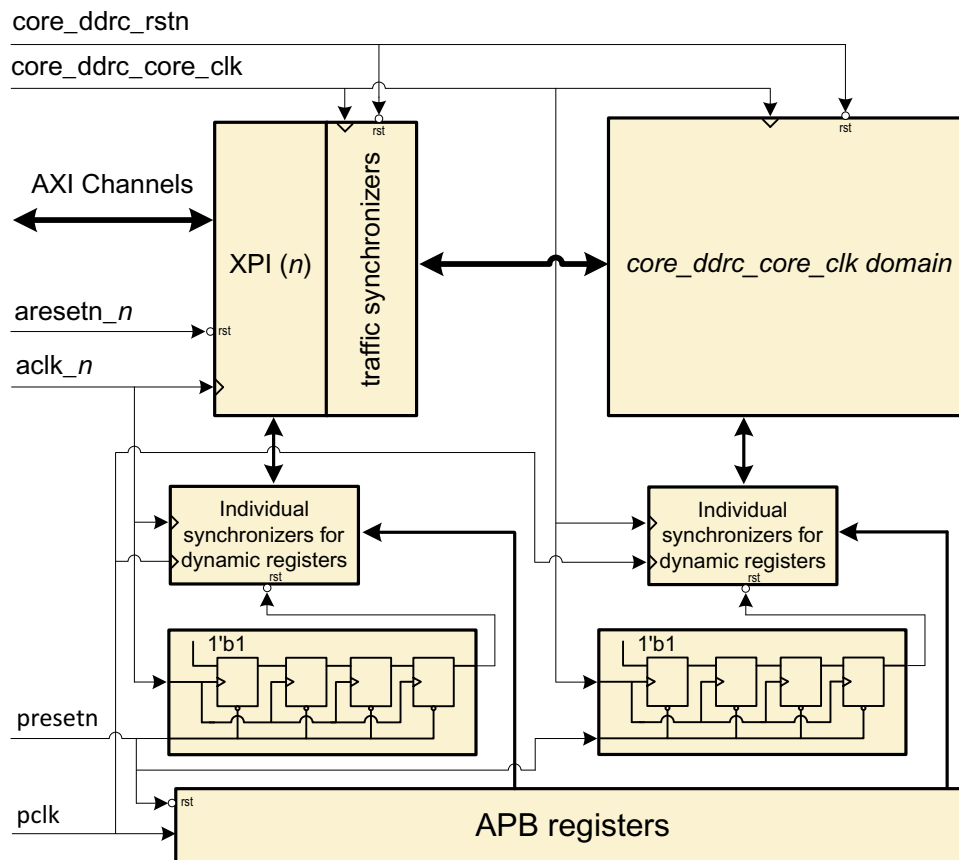 core_ddrc_rstn
core_ddrc_core_clk
rst
rst
AXI Channels
XPI (n)
traffic synchronizers
core_ddrc_core_clk domain
aresetn_n
rst
aclk_n
Individual
synchronizers for
dynamic registers
rst
Individual
synchronizers for
dynamic registers
rst
1'b1
1'b1
presetn
rst
pclk
APB registers